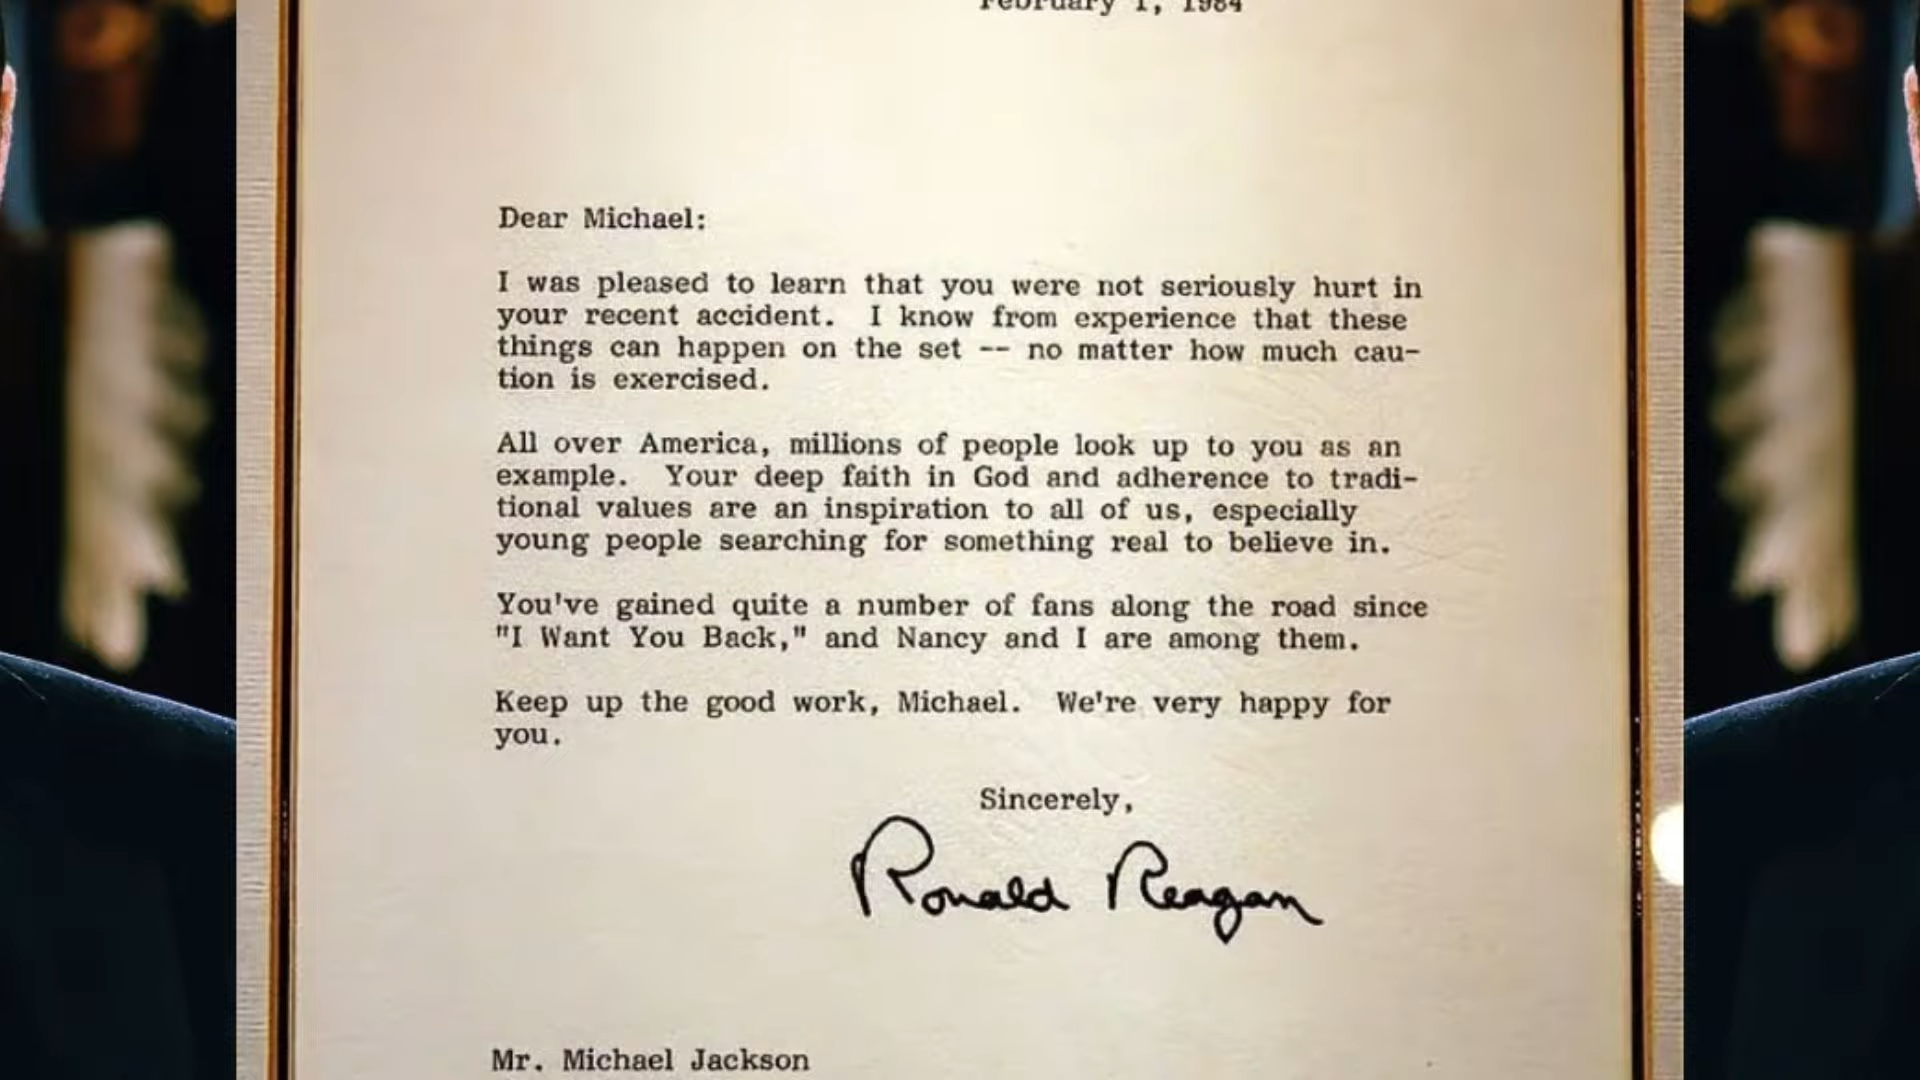 February 1, 1984
Dear Michael:
I was pleased to learn that you were not seriously hurt in
your recent accident. I know from experience that these
things can happen on the set -- no matter how much cau-
tion is exercised.
All over America, millions of people look up to you as an
example. Your deep faith in God and adherence to tradi-
tional values are an inspiration to all of us, especially
young people searching for something real to believe in.
You've gained quite a number of fans along the road since
"I Want You Back," and Nancy and I are among them.
Keep up the good work, Michael. We're very happy for
you.
Sincerely,
Ronald Reagan
Mr. Michael Jackson